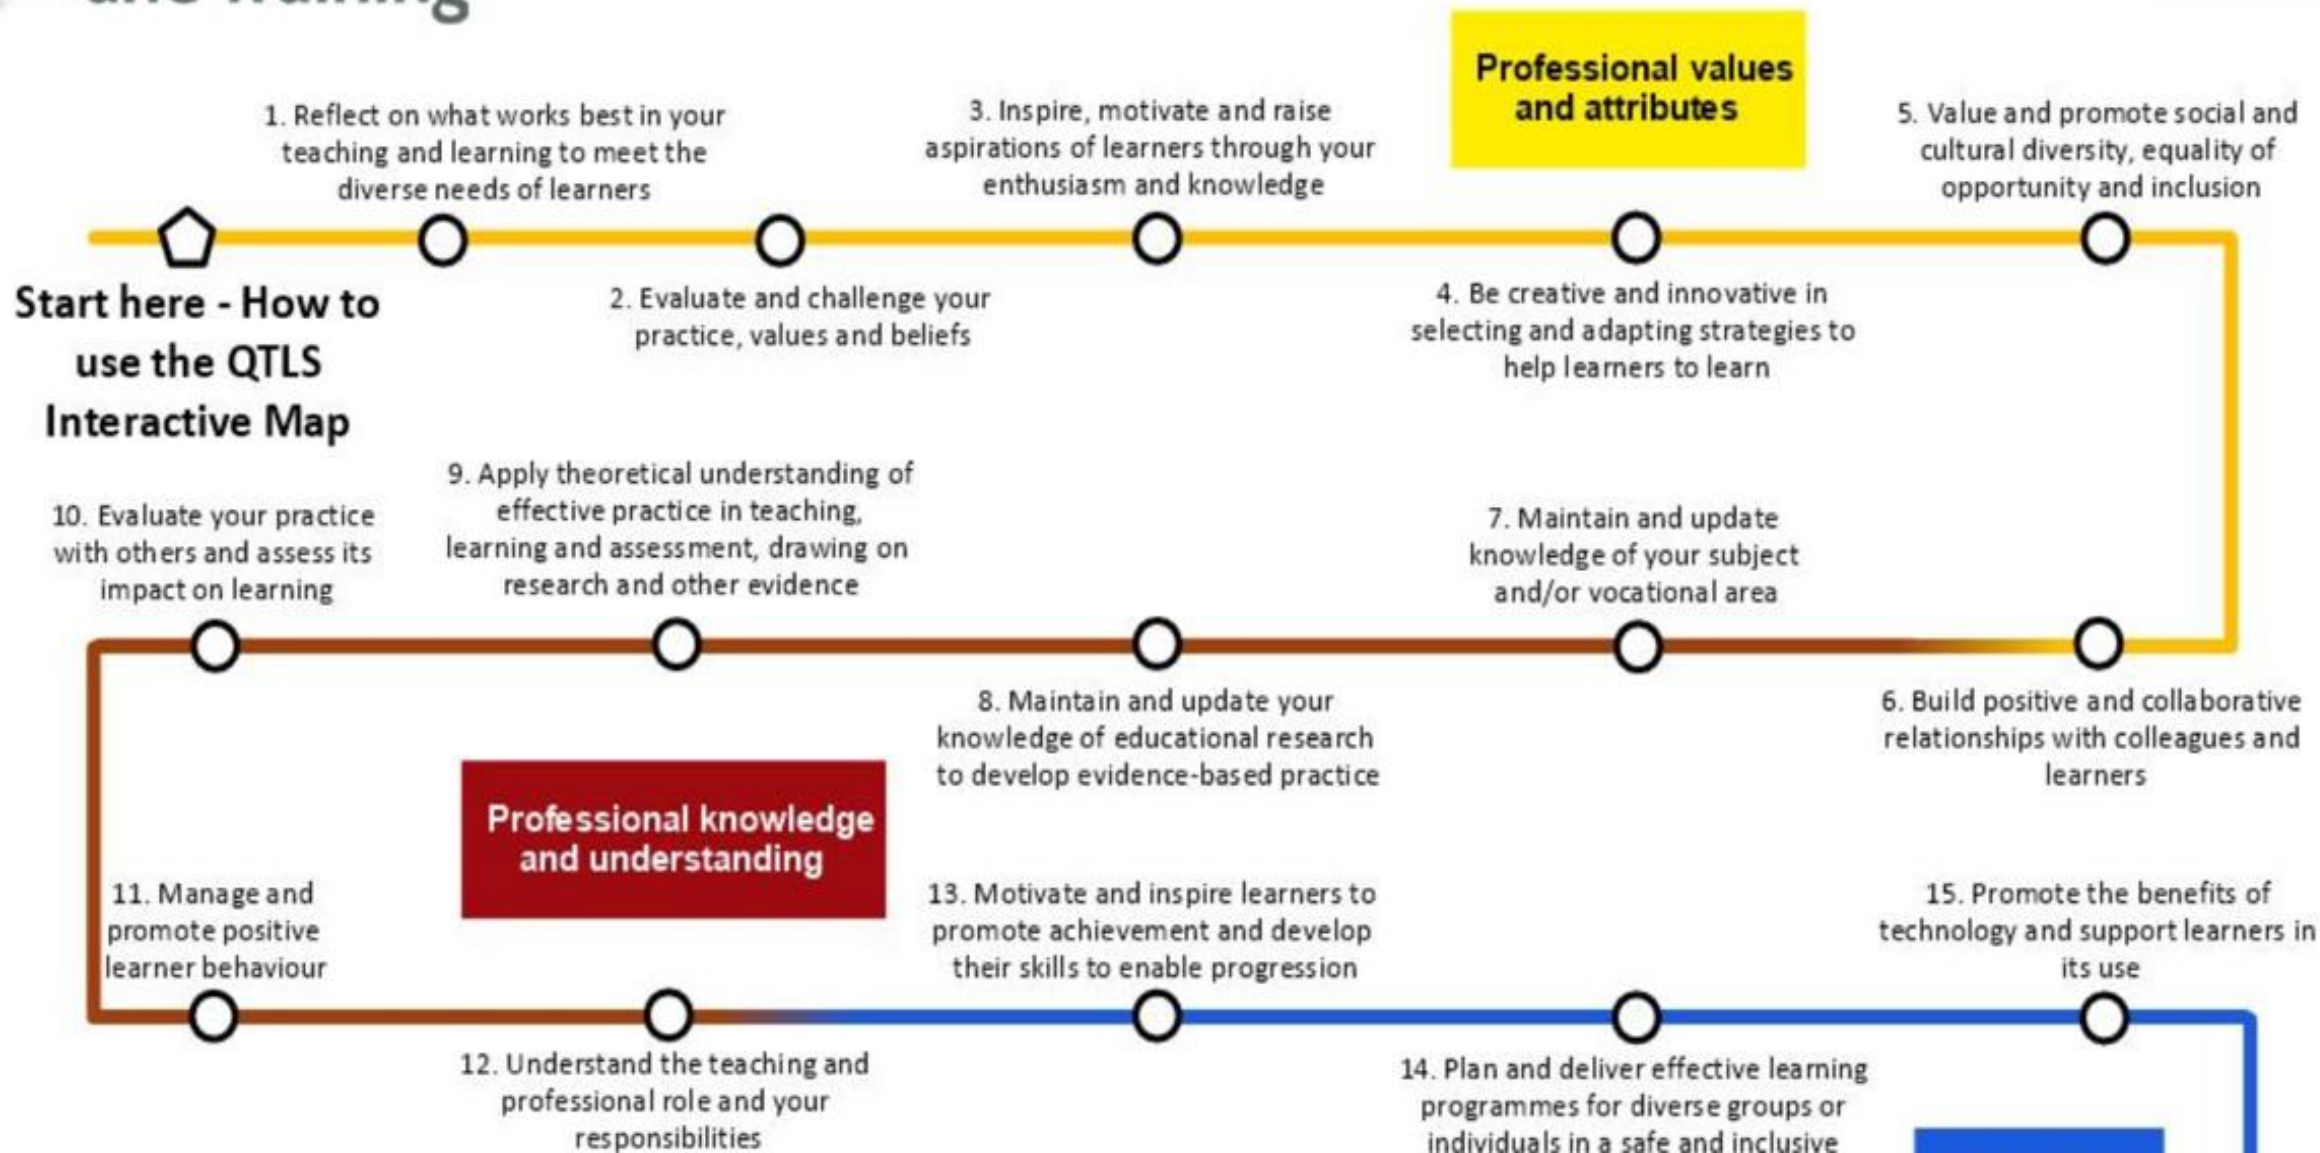 and Training
Professional values
and attributes
1. Reflect on what works best in your
teaching and learning to meet the
diverse needs of learners
3. Inspire, motivate and raise
aspirations of learners through your
enthusiasm and knowledge
5. Value and promote social and
cultural diversity, equality of
opportunity and inclusion
Start here - How to
use the QTLS
Interactive Map
2. Evaluate and challenge your
practice, values and beliefs
4. Be creative and innovative in
selecting and adapting strategies to
help learners to learn
10. Evaluate your practice
with others and assess its
impact on learning
9. Apply theoretical understanding of
effective practice in teaching,
learning and assessment, drawing on
research and other evidence
7. Maintain and update
knowledge of your subject
and/or vocational area
8. Maintain and update your
knowledge of educational research
to develop evidence-based practice
6. Build positive and collaborative
relationships with colleagues and
learners
Professional knowledge
and understanding
11. Manage and
promote positive
learner behaviour
13. Motivate and inspire learners to
promote achievement and develop
their skills to enable progression
15. Promote the benefits of
technology and support learners in
its use
12. Understand the teaching and
professional role and your
responsibilities
14. Plan and deliver effective learning
programmes for diverse groups or
individuals in a safe and inclusive